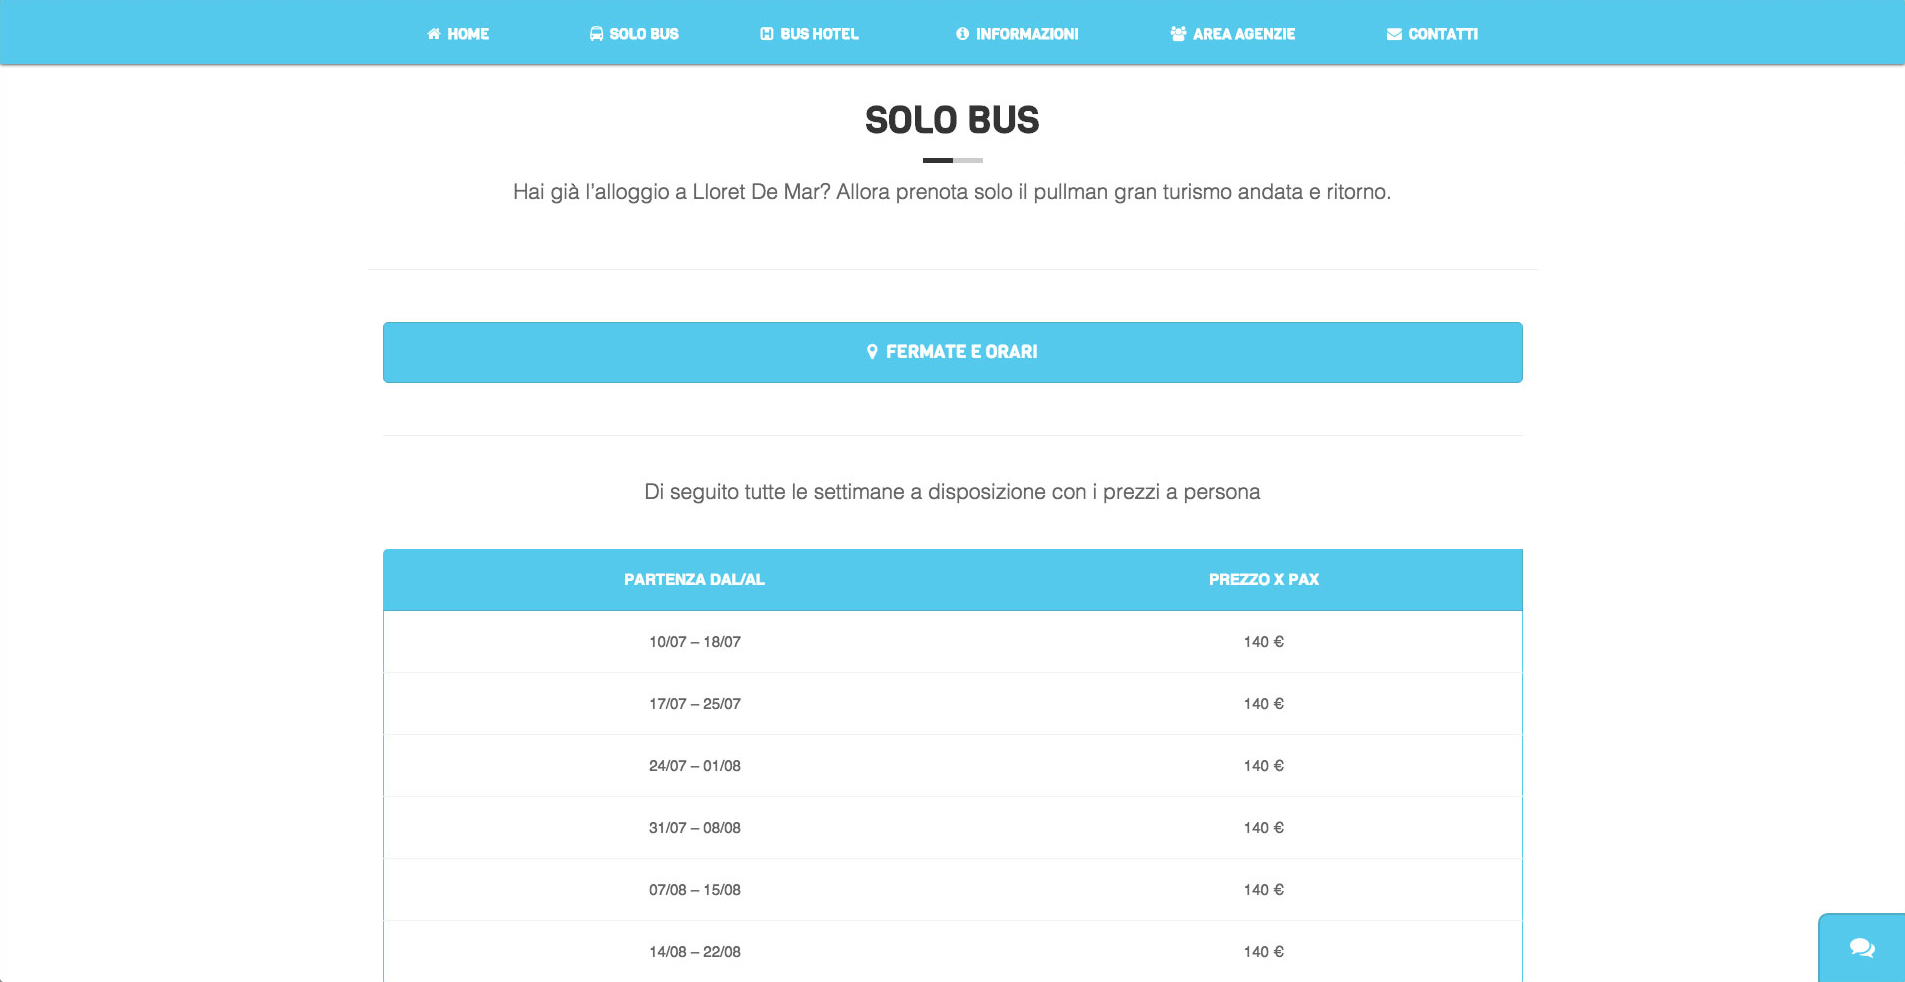 HOME SOLO BUS BUS HOTEL INFORMAZIONI AREA AGENZIE CONTATTI
SOLO BUS
Hai già l’alloggio a Lloret De Mar? Allora prenota solo il pullman gran turismo andata e ritorno.
FERMATE E ORARI
Di seguito tutte le settimane a disposizione con i prezzi a persona
PARTENZA DAL/AL PREZZO X PAX
10/07 – 18/07 140 €
17/07 – 25/07 140 €
24/07 – 01/08 140 €
31/07 – 08/08 140 €
07/08 – 15/08 140 €
14/08 – 22/08 140 €